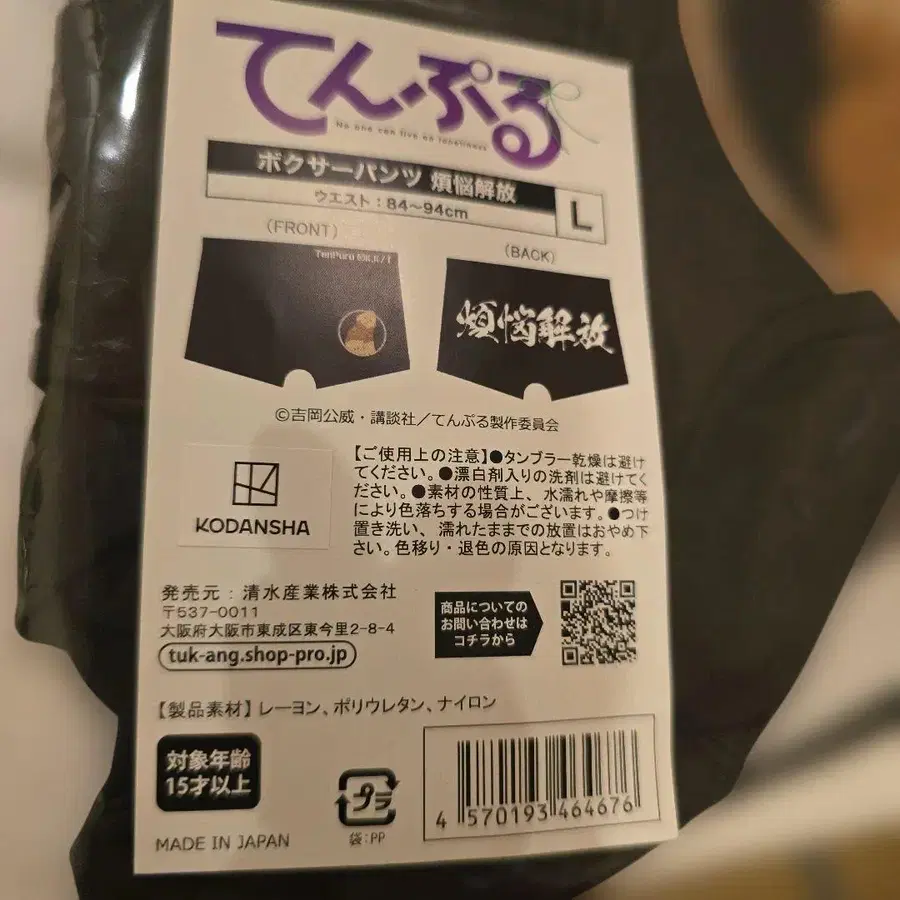 てんぷる
No one can live on loneliness
ボクサーパンツ 煩悩解放
ウエスト：84～94cm
L
(FRONT)
(BACK)
煩悩解放
©吉岡公威・講談社／てんぷる製作委員会
KODANSHA
【ご使用上の注意】●タンブラー乾燥は避け
てください。●漂白剤入りの洗剤は避けてく
ださい。●素材の性質上、水濡れや摩擦等
により色落ちする場合がございます。●つけ
置き洗い、濡れたままでの放置はおやめ下
さい。色移り・退色の原因となります。
発売元：清水産業株式会社
〒537-0011
大阪府大阪市東成区東今里2-8-4
tuk-ang.shop-pro.jp
商品についての
お問い合わせは
コチラから
【製品素材】レーヨン、ポリウレタン、ナイロン
対象年齢
15才以上
プラ
袋:PP
MADE IN JAPAN
4 570193 464676